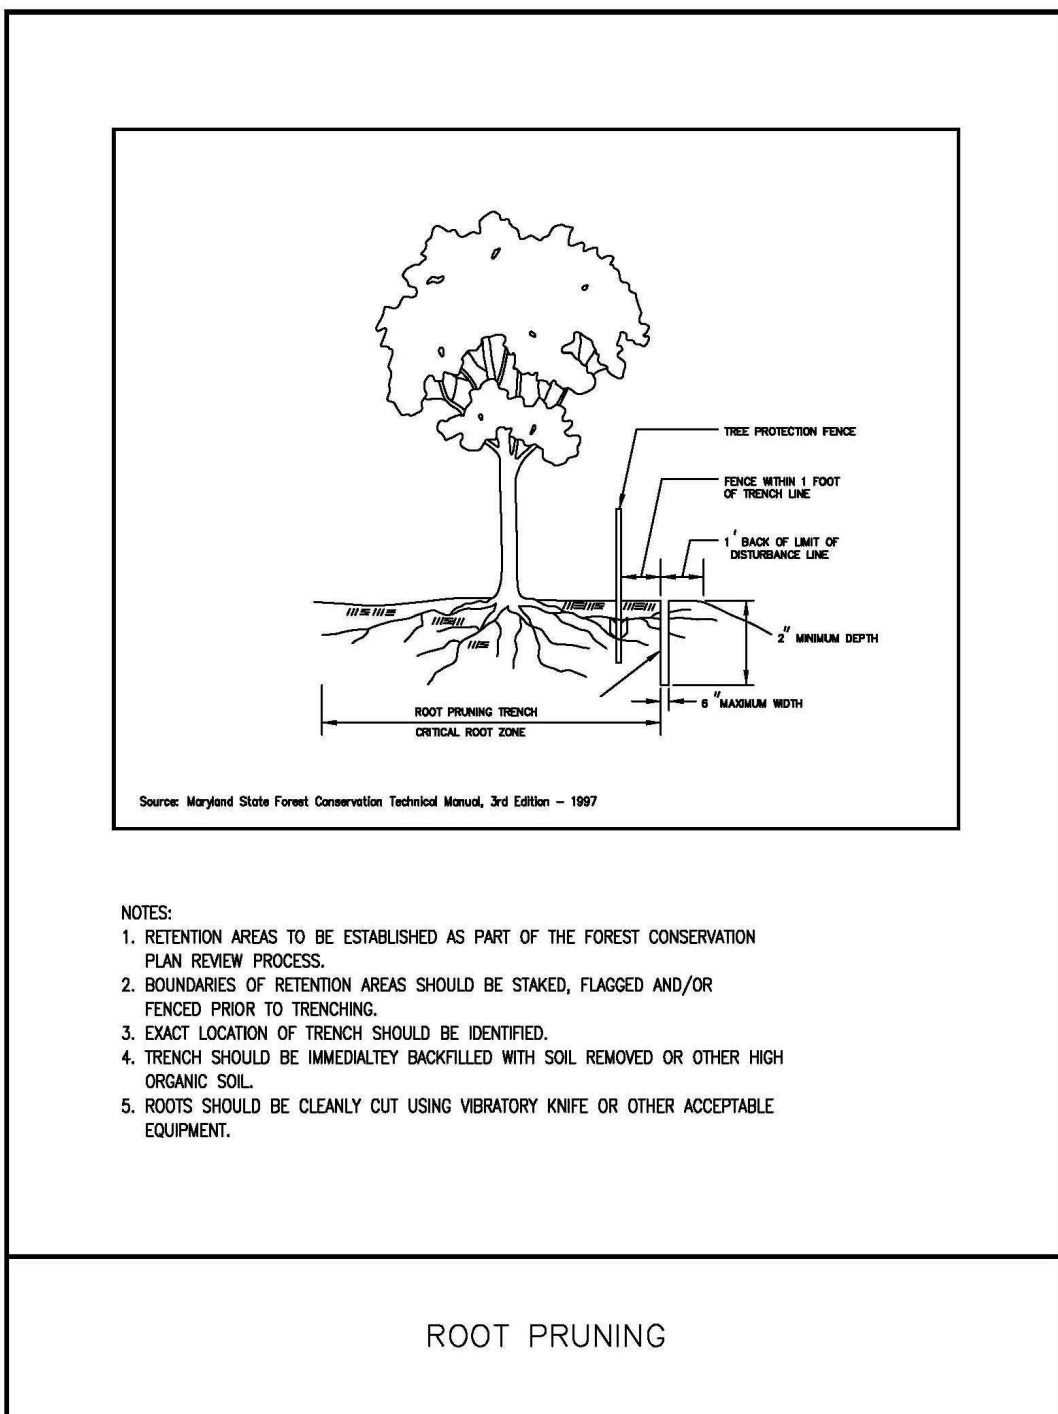 TREE PROTECTION FENCE
FENCE WITHIN 1 FOOT
OF TRENCH LINE
1' BACK OF LIMIT OF
DISTURBANCE LINE
2" MINIMUM DEPTH
6" MAXIMUM WIDTH
ROOT PRUNING TRENCH
CRITICAL ROOT ZONE
Source: Maryland State Forest Conservation Technical Manual, 3rd Edition - 1997
NOTES:
1. RETENTION AREAS TO BE ESTABLISHED AS PART OF THE FOREST CONSERVATION
PLAN REVIEW PROCESS.
2. BOUNDARIES OF RETENTION AREAS SHOULD BE STAKED, FLAGGED AND/OR
FENCED PRIOR TO TRENCHING.
3. EXACT LOCATION OF TRENCH SHOULD BE IDENTIFIED.
4. TRENCH SHOULD BE IMMEDIALTEY BACKFILLED WITH SOIL REMOVED OR OTHER HIGH
ORGANIC SOIL.
5. ROOTS SHOULD BE CLEANLY CUT USING VIBRATORY KNIFE OR OTHER ACCEPTABLE
EQUIPMENT.
ROOT PRUNING